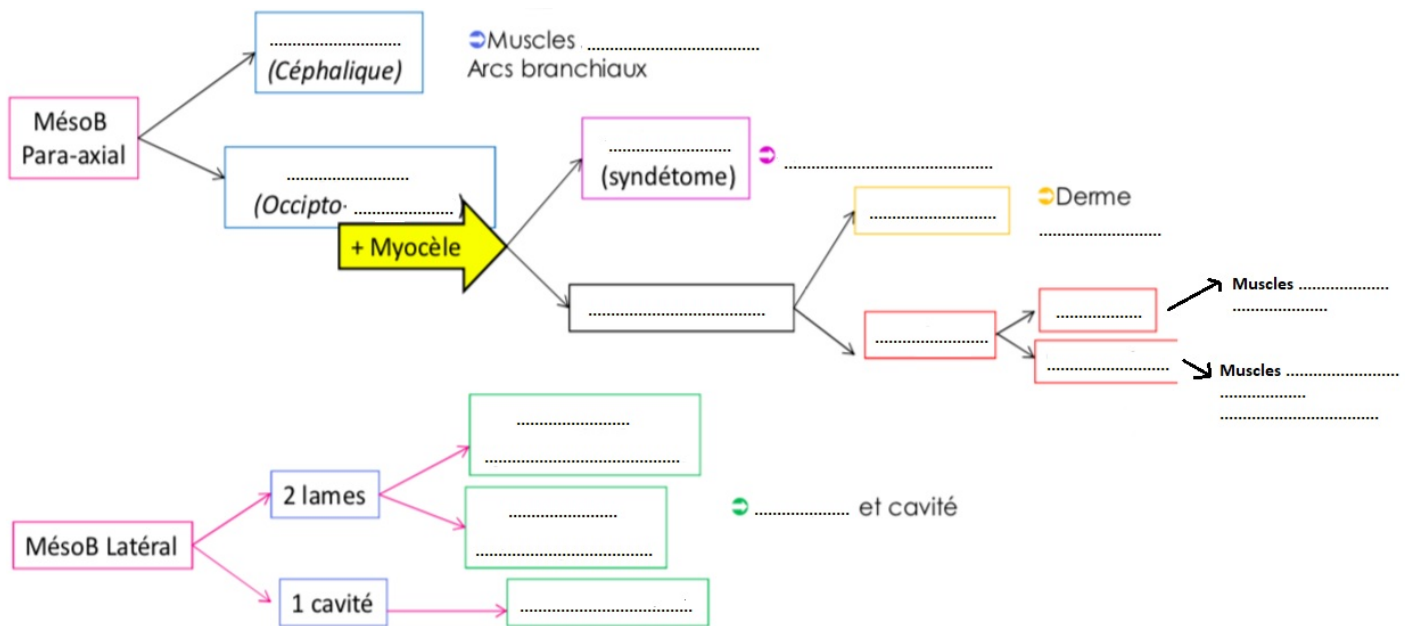 ....................
(Céphalique)
➲Muscles ....................
Arcs branchiaux
MésoB
Para-axial
....................
(Occipto- .................... )
+ Myocèle
....................
(syndétome)
➲ ....................
....................
➲Derme
....................
....................
....................
....................
....................
Muscles ....................
....................
Muscles ....................
....................
....................
MésoB Latéral
2 lames
....................
....................
....................
....................
➲ .................... et cavité
1 cavité
....................